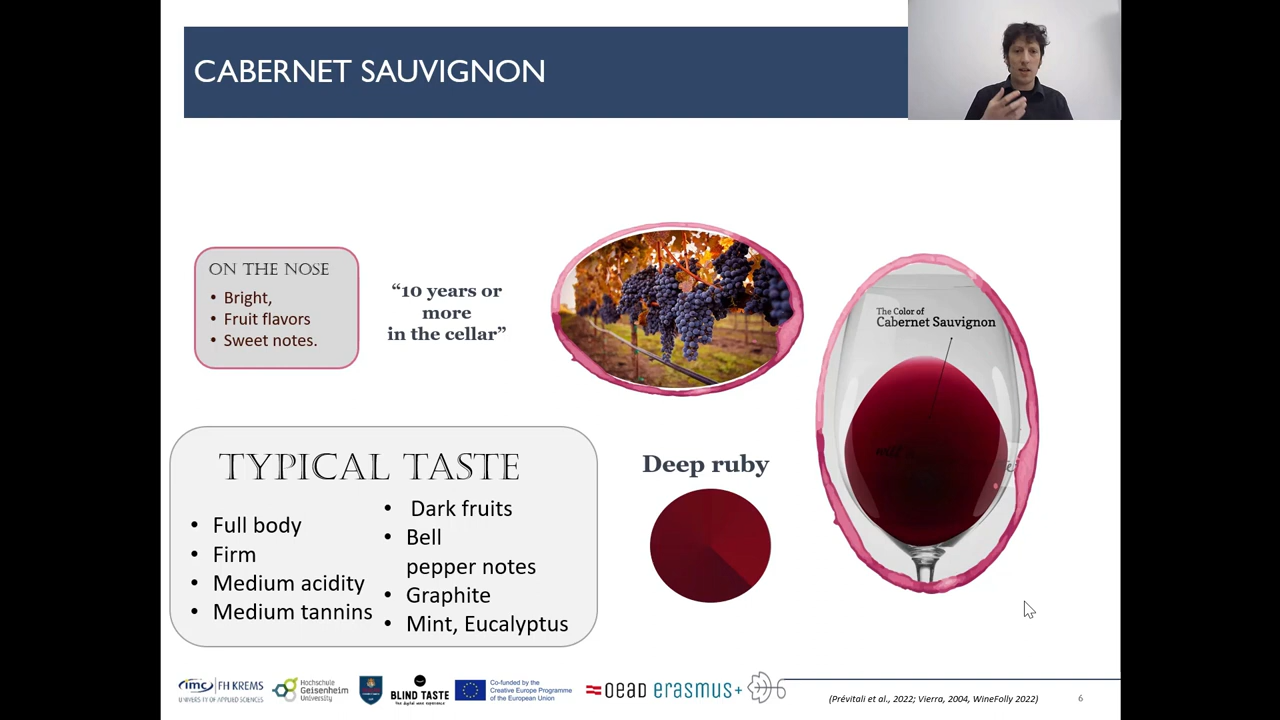 CABERNET SAUVIGNON
ON THE NOSE
• Bright,
• Fruit flavors
• Sweet notes.
“10 years or
more
in the cellar”
The Color of
Cabernet Sauvignon
TYPICAL TASTE
• Full body
• Firm
• Medium acidity
• Medium tannins
• Dark fruits
• Bell
pepper notes
• Graphite
• Mint, Eucalyptus
Deep ruby
imc FH KREMS
UNIVERSITY OF APPLIED SCIENCES
Hochschule
Geisenheim
University
BLIND TASTE
Co-funded by the
Creative Europe Programme
of the European Union
OeAD erasmus+
(Prévitali et al., 2022; Vierra, 2004, WineFolly 2022)
6